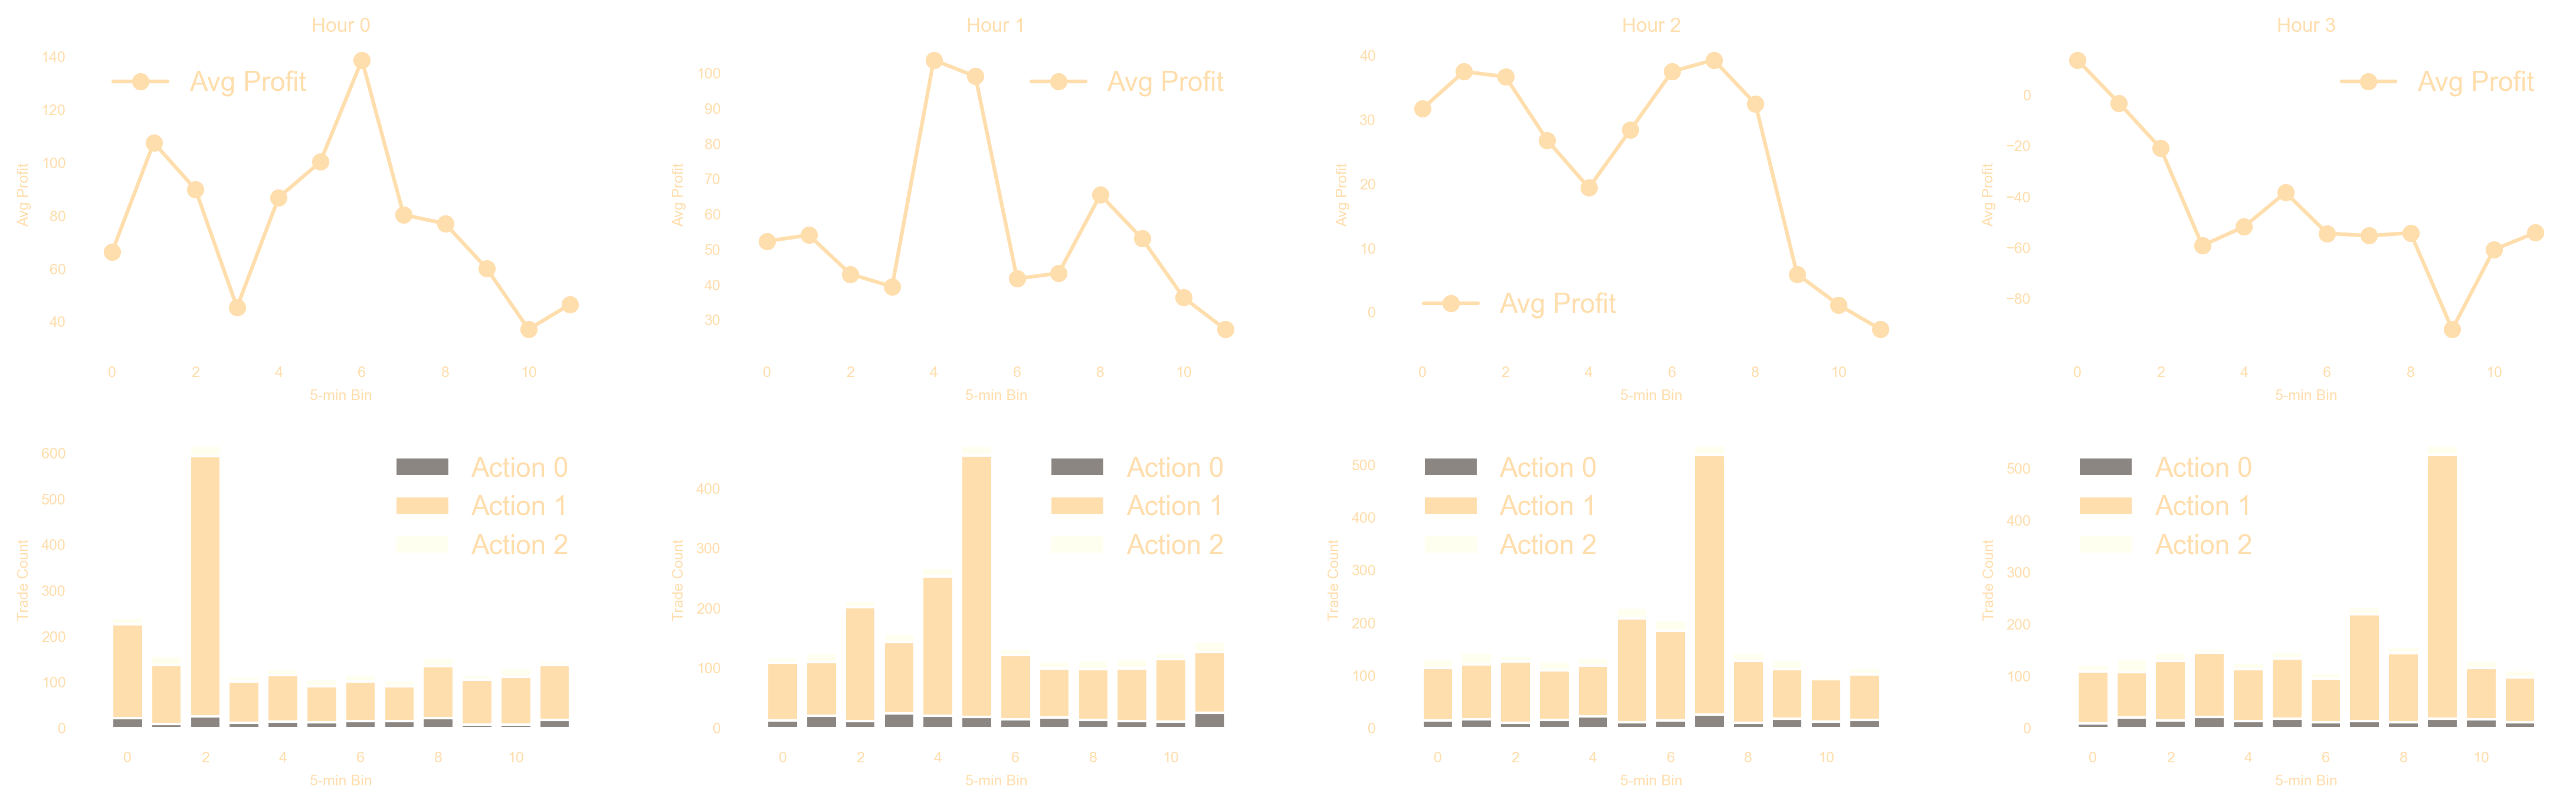 Hour 0
140
120
100
80
60
40
Avg Profit
Avg Profit
0 2 4 6 8 10
5-min Bin
Hour 1
100
90
80
70
60
50
40
30
Avg Profit
Avg Profit
0 2 4 6 8 10
5-min Bin
Hour 2
40
30
20
10
0
Avg Profit
Avg Profit
0 2 4 6 8 10
5-min Bin
Hour 3
0
−20
−40
−60
−80
Avg Profit
Avg Profit
0 2 4 6 8 10
5-min Bin
600
500
400
300
200
100
0
Trade Count
Action 0
Action 1
Action 2
0 2 4 6 8 10
5-min Bin
400
300
200
100
0
Trade Count
Action 0
Action 1
Action 2
0 2 4 6 8 10
5-min Bin
500
400
300
200
100
0
Trade Count
Action 0
Action 1
Action 2
0 2 4 6 8 10
5-min Bin
500
400
300
200
100
0
Trade Count
Action 0
Action 1
Action 2
0 2 4 6 8 10
5-min Bin